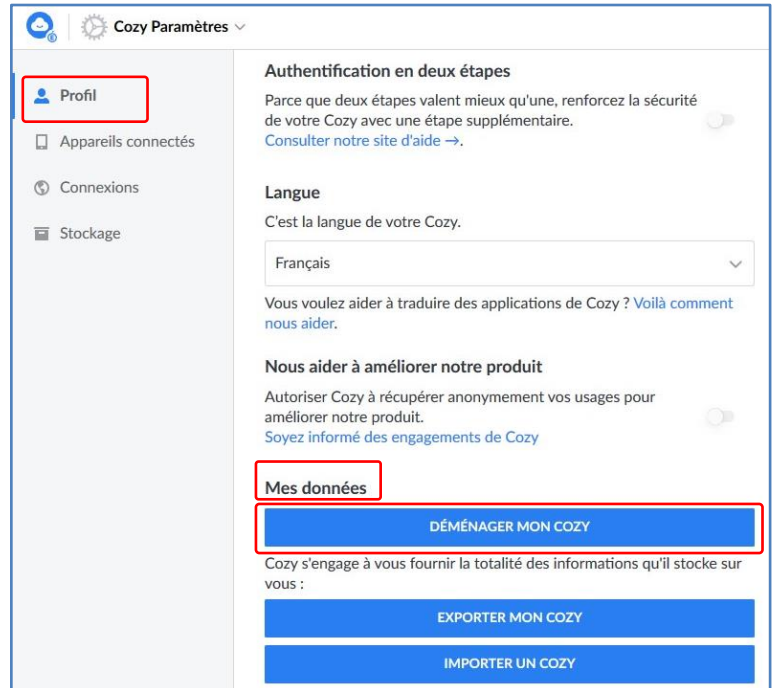 Cozy Paramètres
Profil
Appareils connectés
Connexions
Stockage
Authentification en deux étapes
Parce que deux étapes valent mieux qu'une, renforcez la sécurité
de votre Cozy avec une étape supplémentaire.
Consulter notre site d'aide →.
Langue
C'est la langue de votre Cozy.
Français
Vous voulez aider à traduire des applications de Cozy ? Voilà comment
nous aider.
Nous aider à améliorer notre produit
Autoriser Cozy à récupérer anonymement vos usages pour
améliorer notre produit.
Soyez informé des engagements de Cozy
Mes données
DÉMÉNAGER MON COZY
Cozy s'engage à vous fournir la totalité des informations qu'il stocke sur
vous :
EXPORTER MON COZY
IMPORTER UN COZY